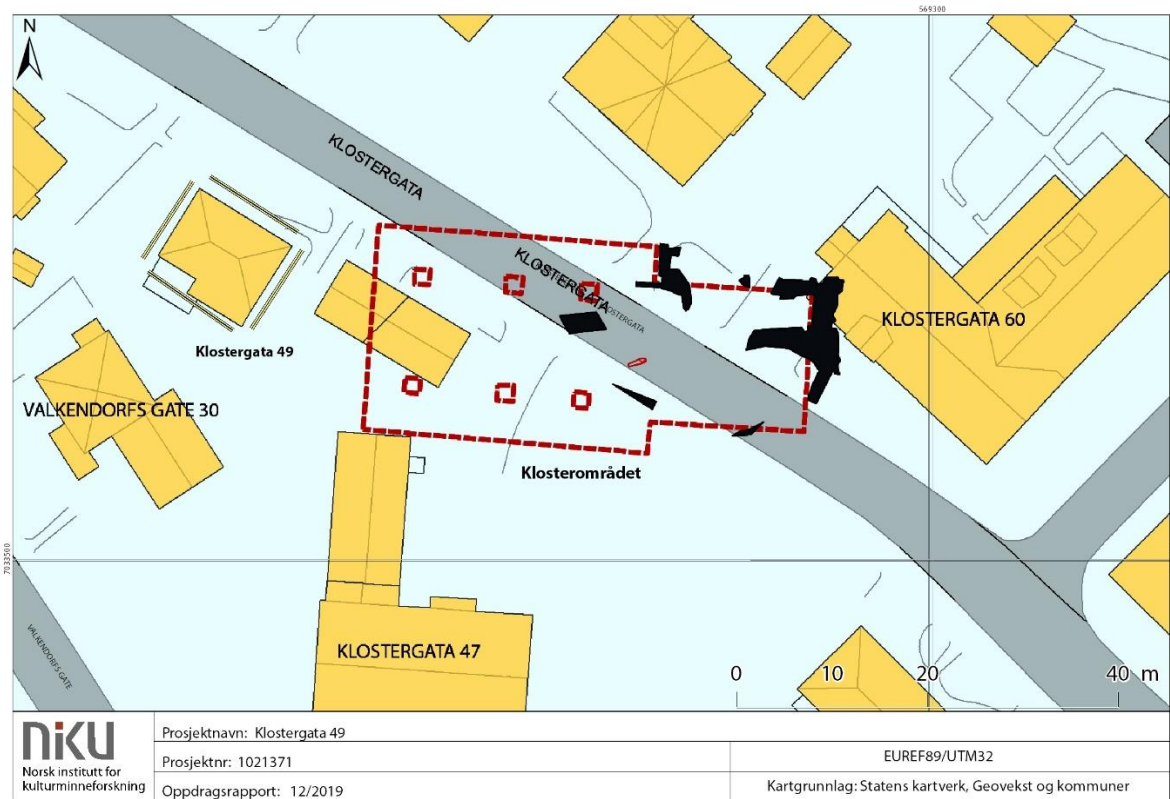 569300
N
KLOSTERGATA
KLOSTERGATA
KLOSTERGATA
KLOSTERGATA 60
Klostergata 49
VALKENDORFS GATE 30
Klosterområdet
7033500
VALKENDORFS GATE
KLOSTERGATA 47
0 10 20 40 m
niku
Norsk institutt for
kulturminneforskning
Prosjektnavn: Klostergata 49
Prosjektnr: 1021371
Oppdragsrapport: 12/2019
EUREF89/UTM32
Kartgrunnlag: Statens kartverk, Geovekst og kommuner